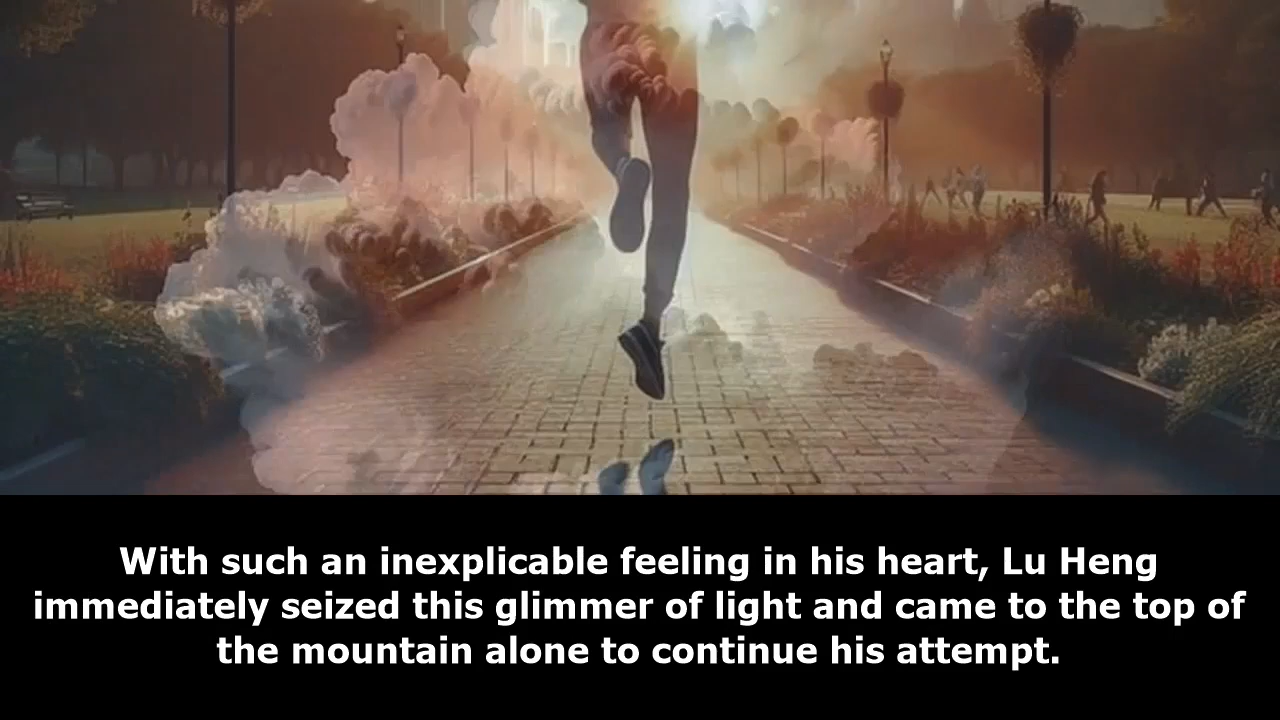 With such an inexplicable feeling in his heart, Lu Heng
immediately seized this glimmer of light and came to the top of
the mountain alone to continue his attempt.